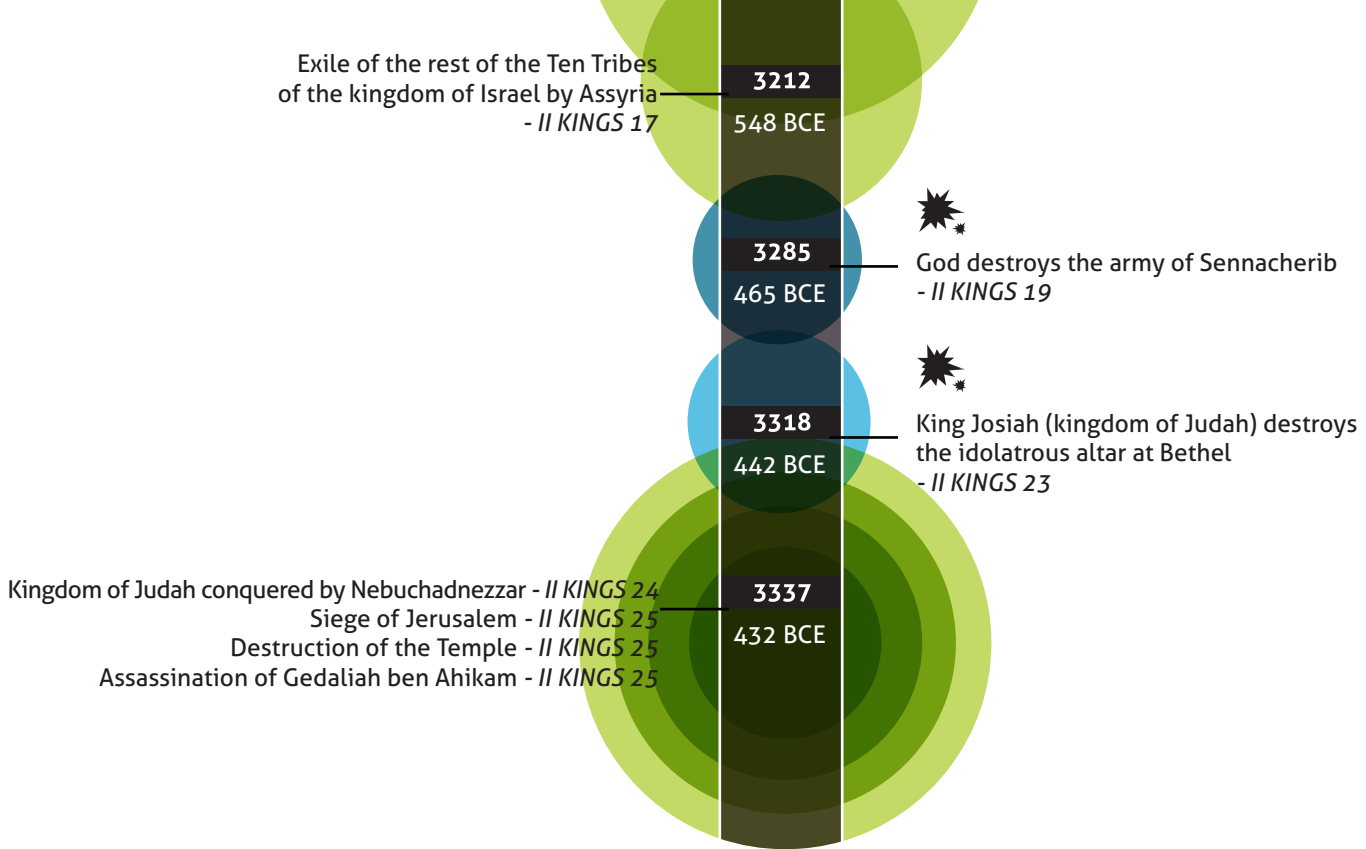 Exile of the rest of the Ten Tribes
of the kingdom of Israel by Assyria
- II KINGS 17
3212
548 BCE
3285
465 BCE
God destroys the army of Sennacherib
- II KINGS 19
3318
442 BCE
King Josiah (kingdom of Judah) destroys
the idolatrous altar at Bethel
- II KINGS 23
Kingdom of Judah conquered by Nebuchadnezzar - II KINGS 24
Siege of Jerusalem - II KINGS 25
Destruction of the Temple - II KINGS 25
Assassination of Gedaliah ben Ahikam - II KINGS 25
3337
432 BCE